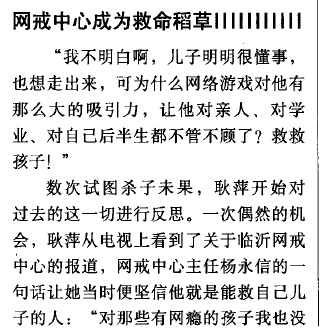 网戒中心成为救命稻草
“我不明白啊，儿子明明很懂事，
也想走出来，可为什么网络游戏对他有
那么大的吸引力，让他对亲人、对学
业、对自己后半生都不管不顾了？救救
孩子！”
数次试图杀子未果，耿萍开始对
过去的这一切进行反思。一次偶然的机
会，耿萍从电视上看到了关于临沂网戒
中心的报道，网戒中心主任杨永信的一
句话让她当时便坚信他就是能救自己儿
子的人：“对那些有网瘾的孩子我也没